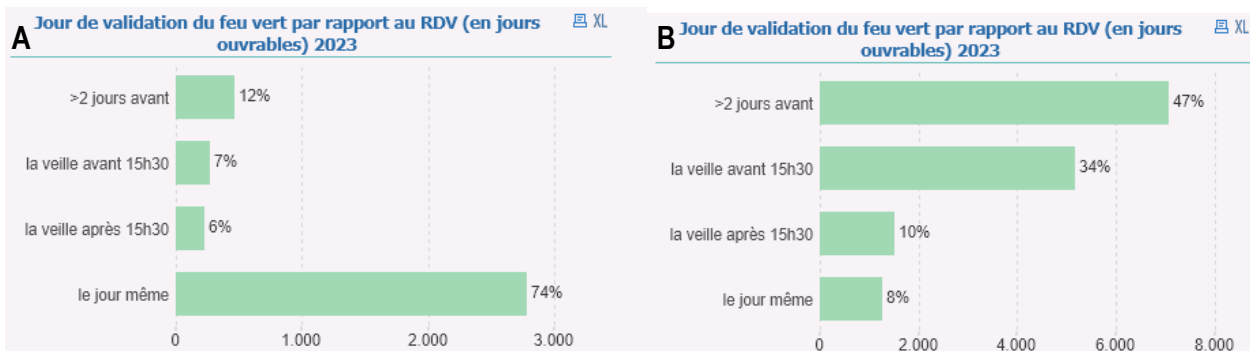 A
Jour de validation du feu vert par rapport au RDV (en jours
ouvrables) 2023
XL
>2 jours avant
12%
la veille avant 15h30
7%
la veille après 15h30
6%
le jour même
74%
0
1.000
2.000
3.000
B
Jour de validation du feu vert par rapport au RDV (en jours
ouvrables) 2023
XL
>2 jours avant
47%
la veille avant 15h30
34%
la veille après 15h30
10%
le jour même
8%
0
2.000
4.000
6.000
8.000